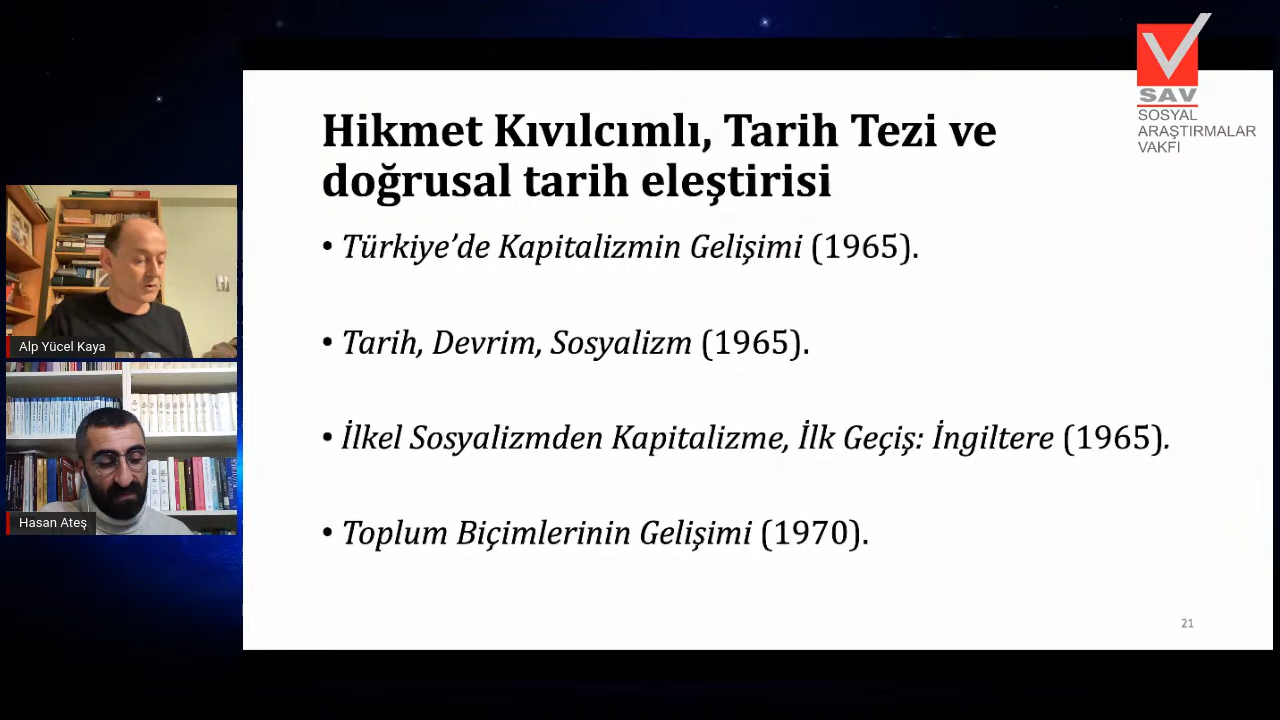 SAV
SOSYAL
ARAŞTIRMALAR
VAKFI
Hikmet Kıvılcımlı, Tarih Tezi ve
doğrusal tarih eleştirisi
• Türkiye’de Kapitalizmin Gelişimi (1965).
• Tarih, Devrim, Sosyalizm (1965).
• İlkel Sosyalizmden Kapitalizme, İlk Geçiş: İngiltere (1965).
• Toplum Biçimlerinin Gelişimi (1970).
21
Alp Yücel Kaya
Hasan Ateş